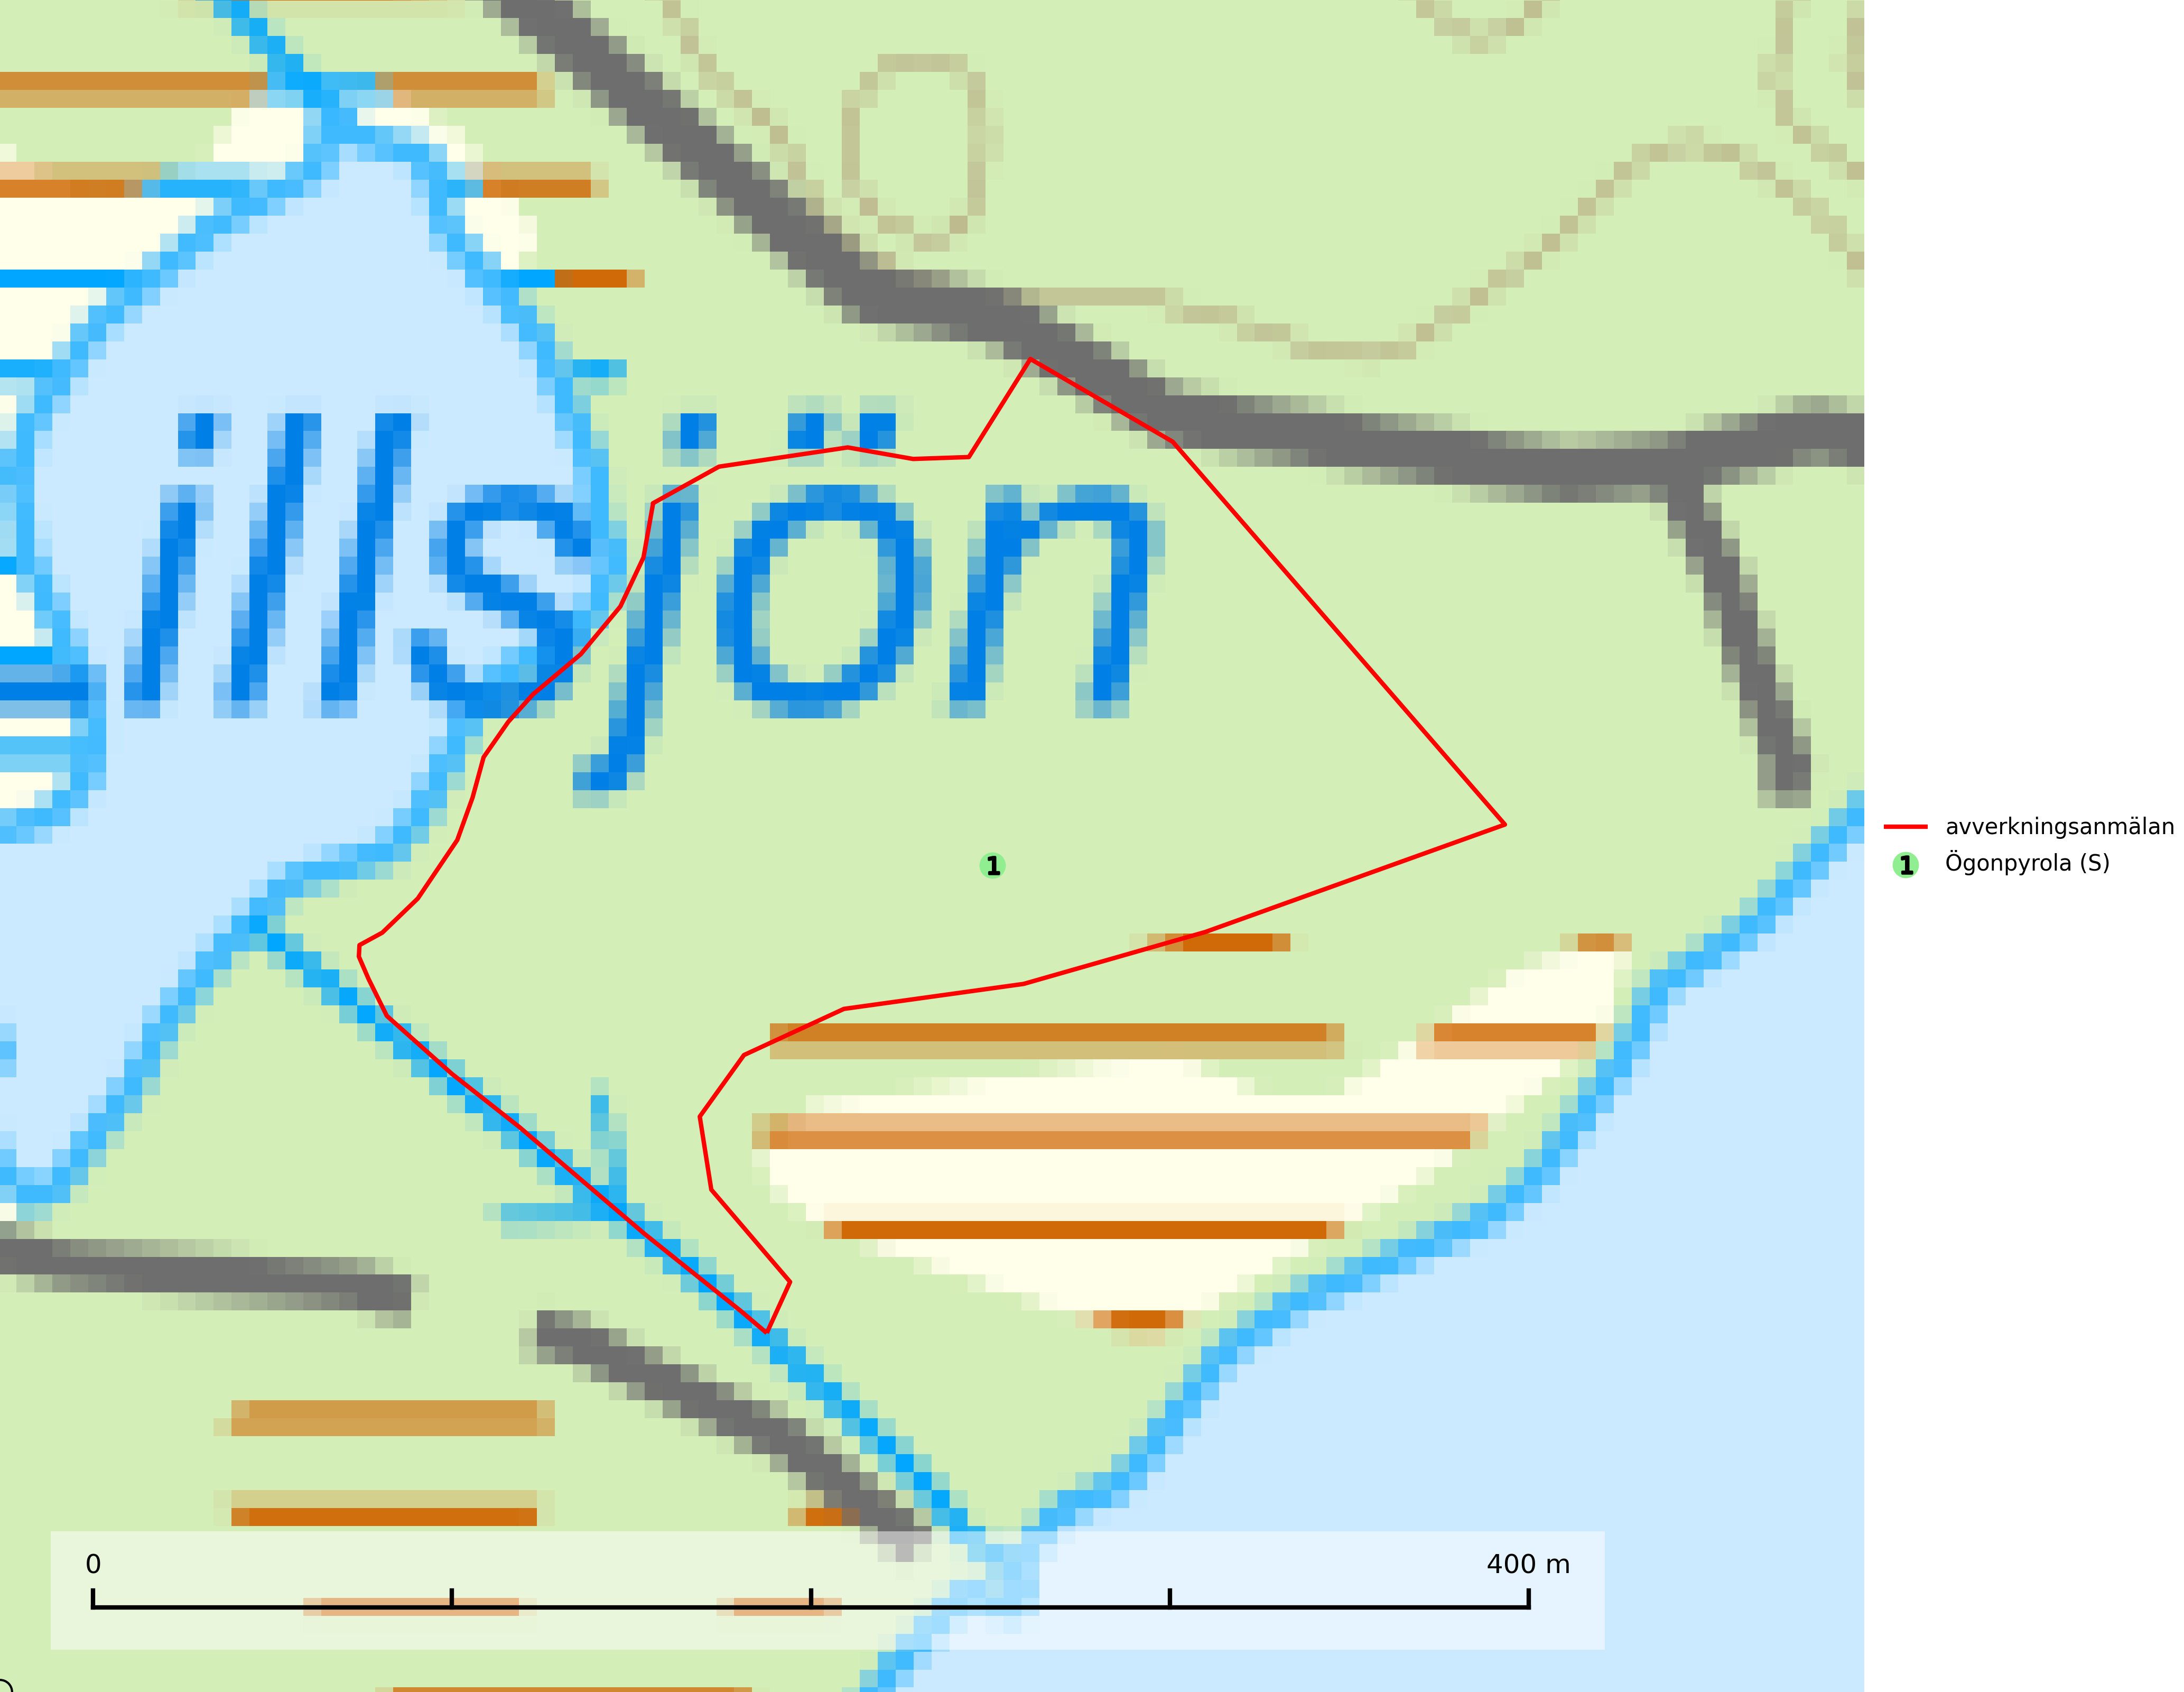 illsjön
1
avverkningsanmälan
1 Ögonpyrola (S)
0 400 m